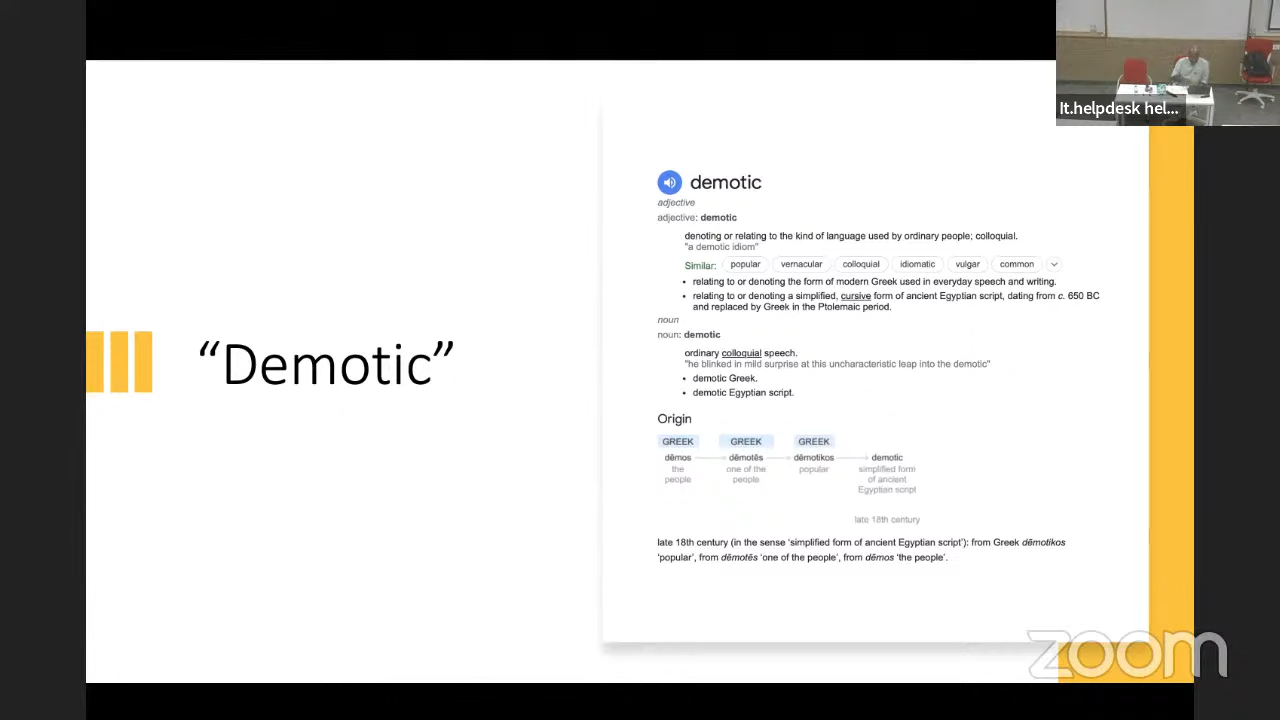 It.helpdesk hel...
“Demotic”
demotic
adjective
adjective: demotic
denoting or relating to the kind of language used by ordinary people; colloquial.
"a demotic idiom"
Similar: popular vernacular colloquial idiomatic vulgar common
• relating to or denoting the form of modern Greek used in everyday speech and writing.
• relating to or denoting a simplified, cursive form of ancient Egyptian script, dating from c. 650 BC
and replaced by Greek in the Ptolemaic period.
noun
noun: demotic
ordinary colloquial speech.
"he blinked in mild surprise at this uncharacteristic leap into the demotic"
• demotic Greek.
• demotic Egyptian script.
Origin
GREEK GREEK GREEK
dēmos dēmotēs dēmotikos demotic
the one of the popular simplified form
people people of ancient
Egyptian script
late 18th century
late 18th century (in the sense ‘simplified form of ancient Egyptian script’): from Greek dēmotikos
‘popular’, from dēmotēs ‘one of the people’, from dēmos ‘the people’.
zoom